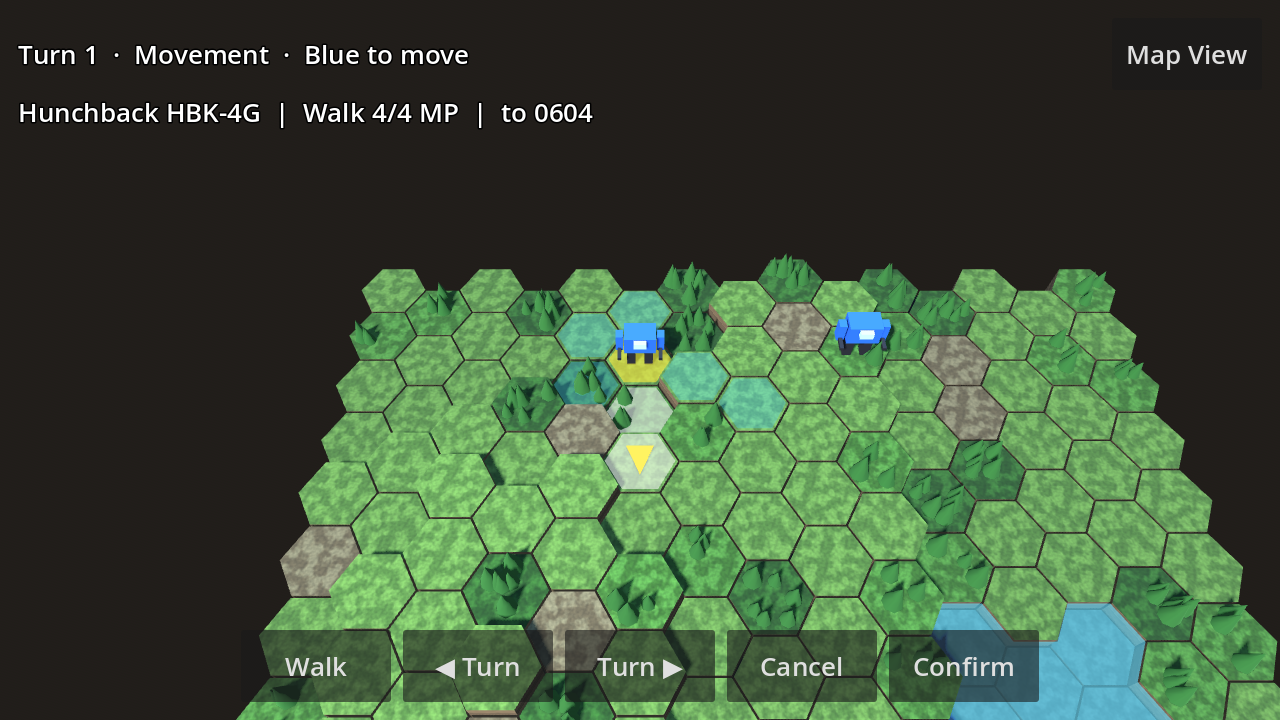 Turn 1 · Movement · Blue to move
Map View
Hunchback HBK-4G | Walk 4/4 MP | to 0604
Walk
◀ Turn
Turn ▶
Cancel
Confirm